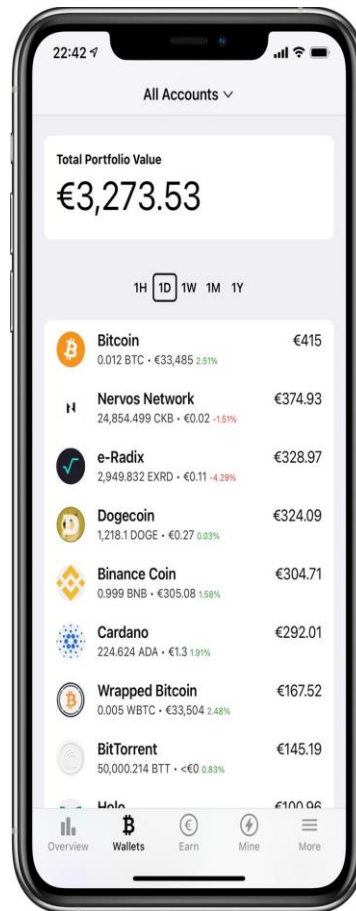 22:42
All Accounts
Total Portfolio Value
€3,273.53
1H 1D 1W 1M 1Y
Bitcoin €415
0.012 BTC • €33,485 2.51%
Nervos Network €374.93
24,854.499 CKB • €0.02 -1.51%
e-Radix €328.97
2,949.832 EXRD • €0.11 -4.29%
Dogecoin €324.09
1,218.1 DOGE • €0.27 0.03%
Binance Coin €304.71
0.999 BNB • €305.08 1.58%
Cardano €292.01
224.624 ADA • €1.3 1.91%
Wrapped Bitcoin €167.52
0.005 WBTC • €33,504 2.48%
BitTorrent €145.19
50,000.214 BTT • <€0 0.83%
Holo €100.96
Overview Wallets Earn Mine More